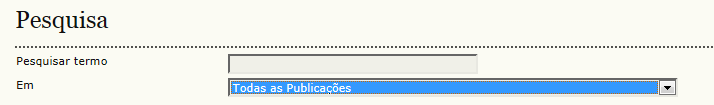 Pesquisa
Pesquisar termo
Em Todas as Publicações